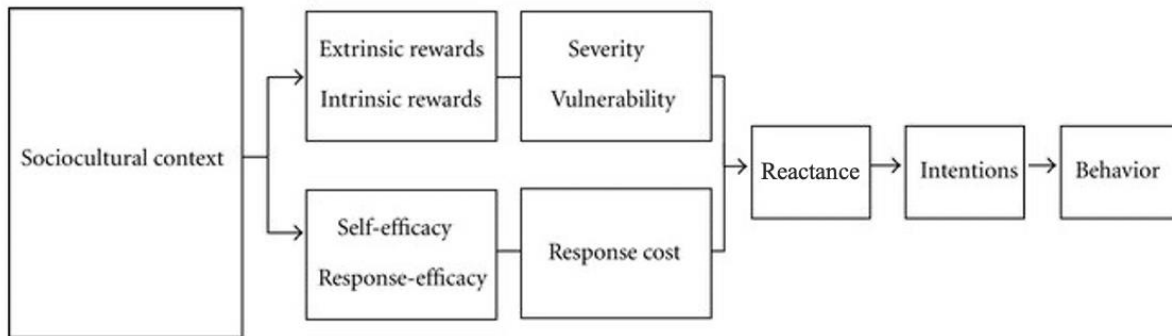 Sociocultural context
Extrinsic rewards
Intrinsic rewards
Severity
Vulnerability
Self-efficacy
Response-efficacy
Response cost
Reactance
Intentions
Behavior